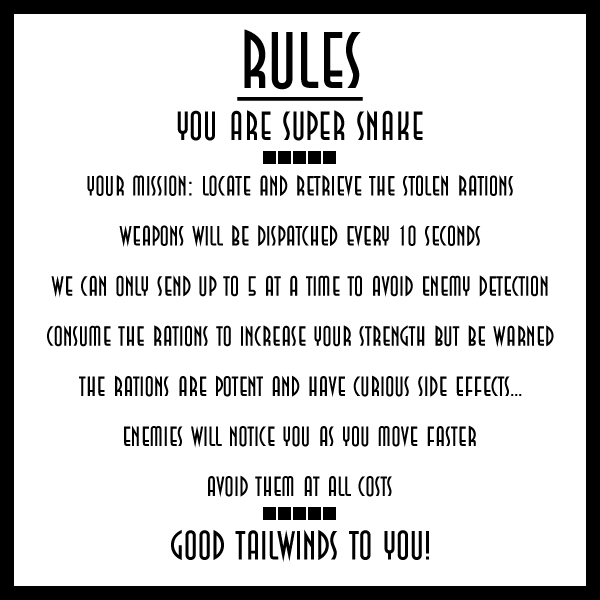 RULES
YOU ARE SUPER SNAKE
YOUR MISSION: LOCATE AND RETRIEVE THE STOLEN RATIONS
WEAPONS WILL BE DISPATCHED EVERY 10 SECONDS
WE CAN ONLY SEND UP TO 5 AT A TIME TO AVOID ENEMY DETECTION
CONSUME THE RATIONS TO INCREASE YOUR STRENGTH BUT BE WARNED
THE RATIONS ARE POTENT AND HAVE CURIOUS SIDE EFFECTS...
ENEMIES WILL NOTICE YOU AS YOU MOVE FASTER
AVOID THEM AT ALL COSTS
GOOD TAILWINDS TO YOU!